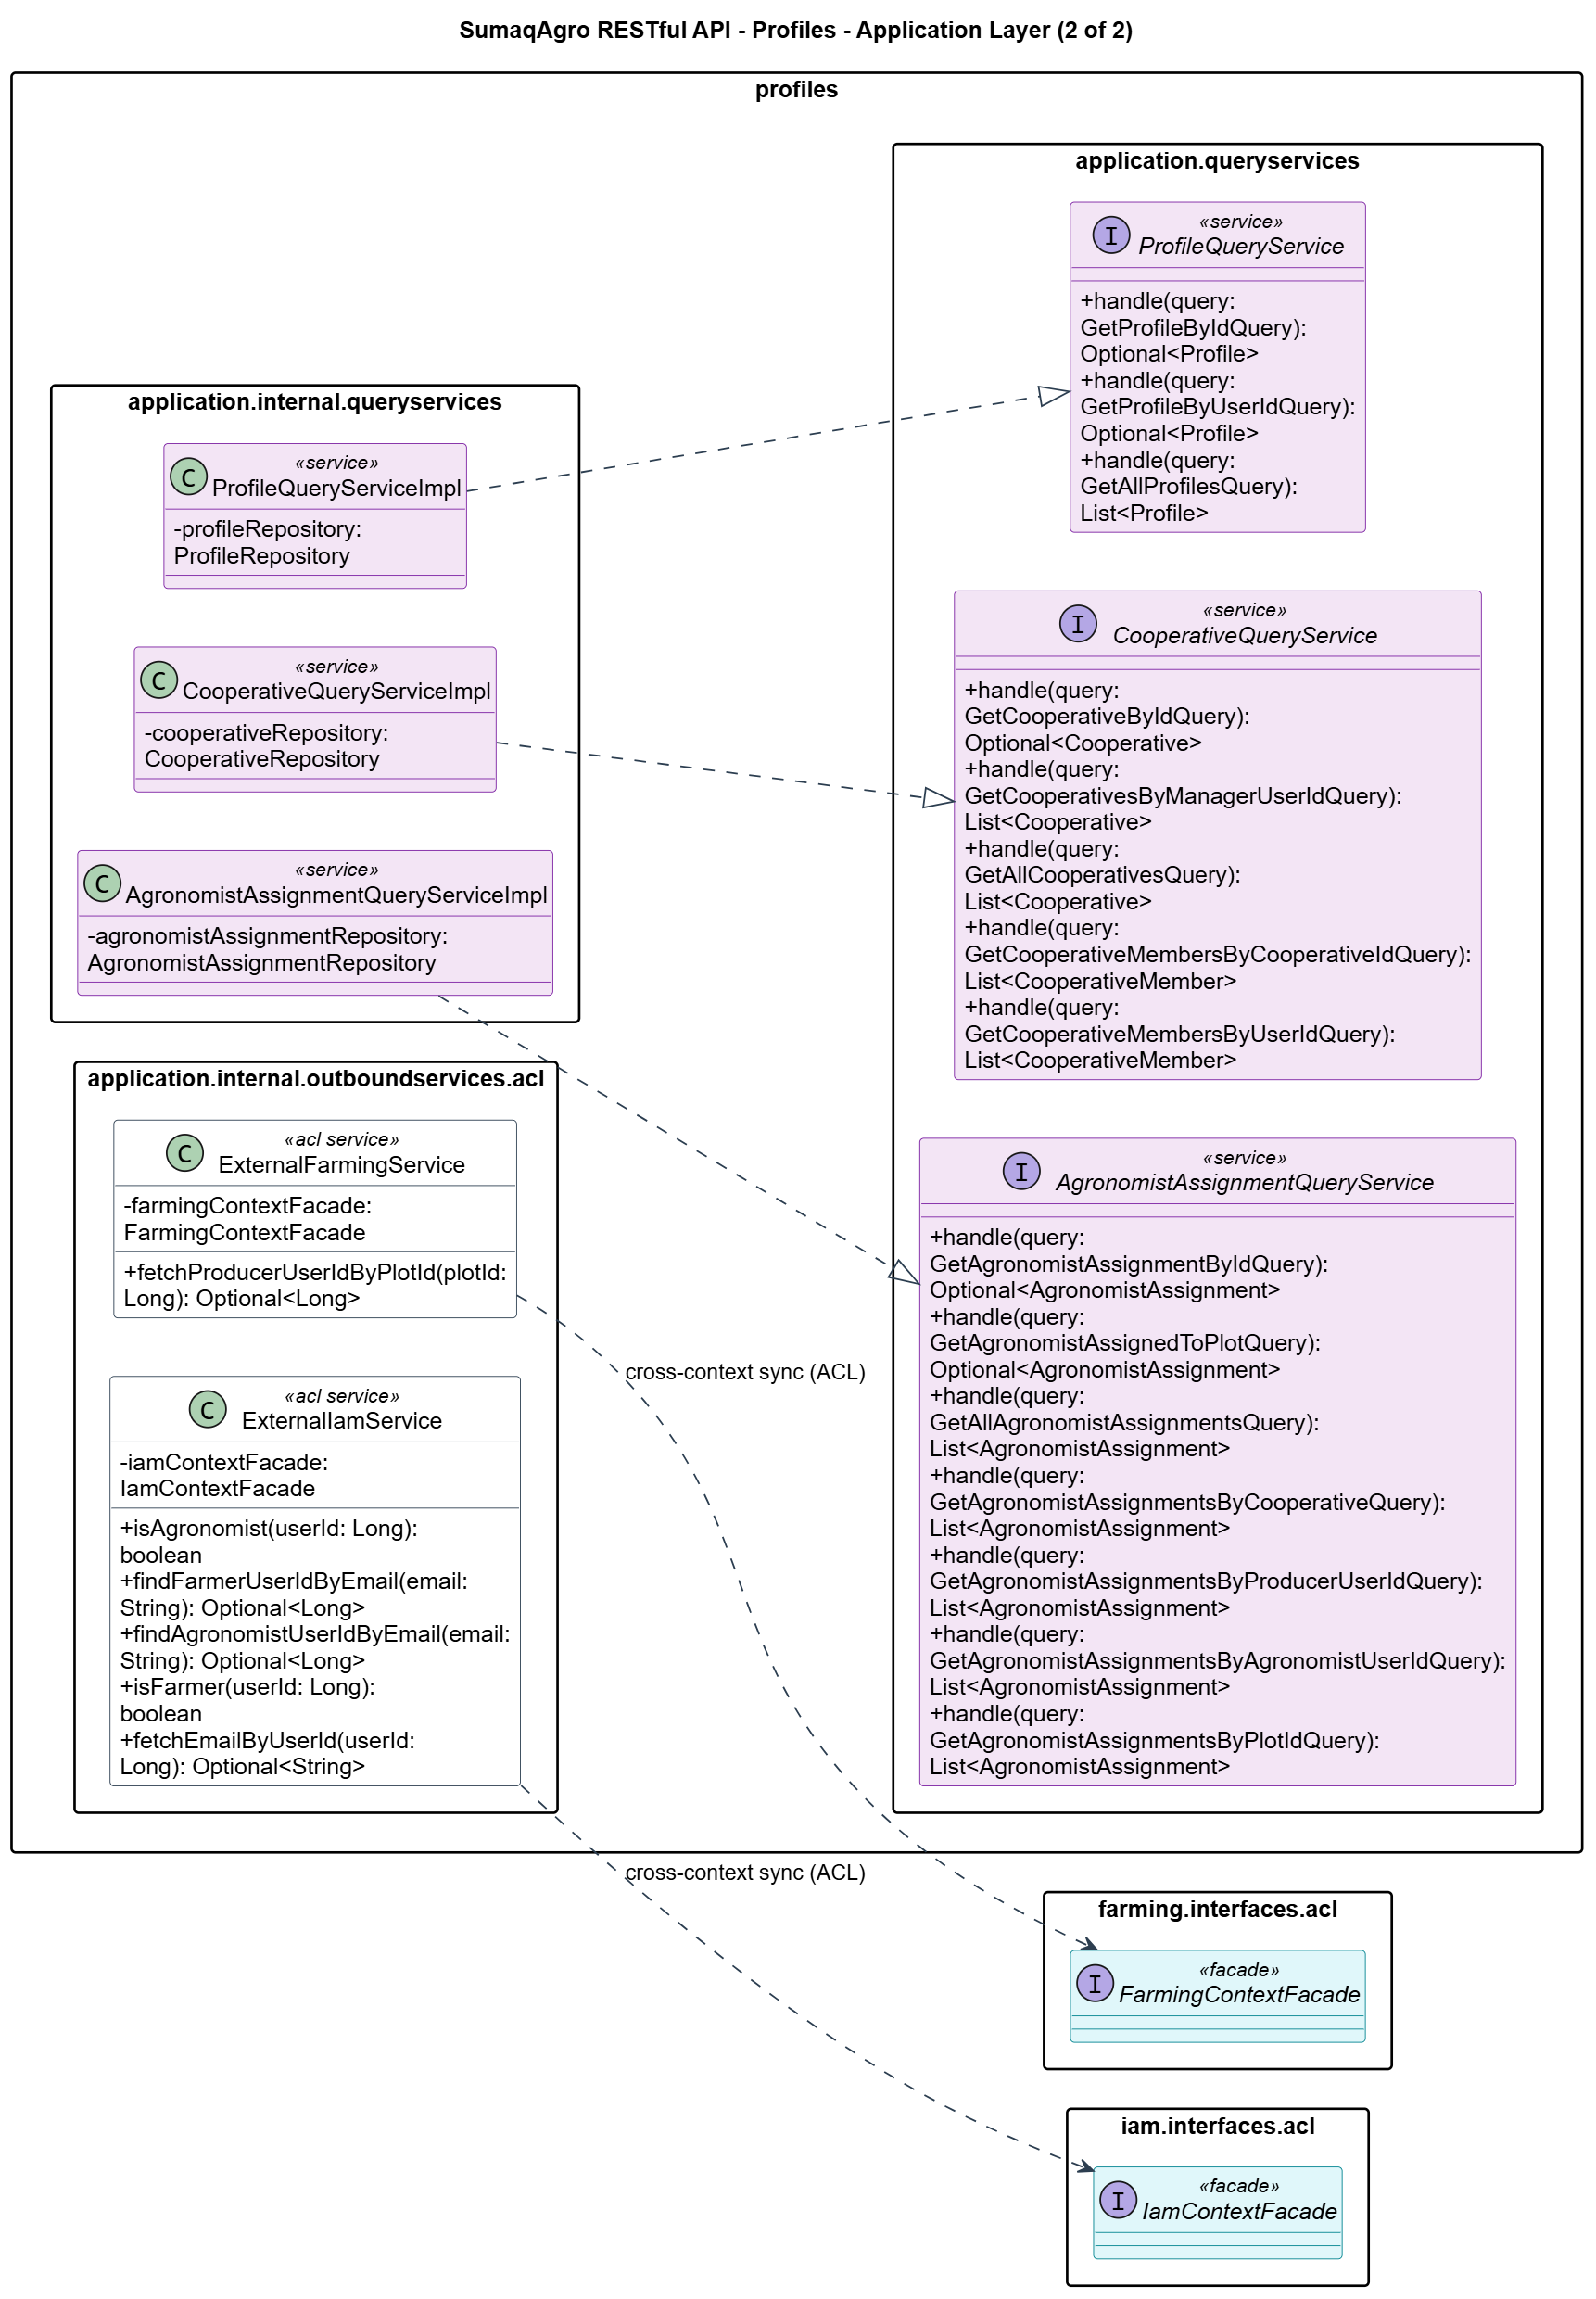 SumaqAgro RESTful API - Profiles - Application Layer (2 of 2)
profiles
application.queryservices
I
«service»
ProfileQueryService
+handle(query:
GetProfileByIdQuery):
Optional<Profile>
+handle(query:
GetProfileByUserIdQuery):
Optional<Profile>
+handle(query:
GetAllProfilesQuery):
List<Profile>
application.internal.queryservices
C
«service»
ProfileQueryServiceImpl
-profileRepository:
ProfileRepository
C
«service»
CooperativeQueryServiceImpl
-cooperativeRepository:
CooperativeRepository
C
«service»
AgronomistAssignmentQueryServiceImpl
-agronomistAssignmentRepository:
AgronomistAssignmentRepository
I
«service»
CooperativeQueryService
+handle(query:
GetCooperativeByIdQuery):
Optional<Cooperative>
+handle(query:
GetCooperativesByManagerUserIdQuery):
List<Cooperative>
+handle(query:
GetAllCooperativesQuery):
List<Cooperative>
+handle(query:
GetCooperativeMembersByCooperativeIdQuery):
List<CooperativeMember>
+handle(query:
GetCooperativeMembersByUserIdQuery):
List<CooperativeMember>
application.internal.outboundservices.acl
C
«acl service»
ExternalFarmingService
-farmingContextFacade:
FarmingContextFacade
+fetchProducerUserIdByPlotId(plotId:
Long): Optional<Long>
C
«acl service»
ExternalIamService
-iamContextFacade:
IamContextFacade
+isAgronomist(userId: Long):
boolean
+findFarmerUserIdByEmail(email:
String): Optional<Long>
+findAgronomistUserIdByEmail(email:
String): Optional<Long>
+isFarmer(userId: Long):
boolean
+fetchEmailByUserId(userId:
Long): Optional<String>
cross-context sync (ACL)
I
«service»
AgronomistAssignmentQueryService
+handle(query:
GetAgronomistAssignmentByIdQuery):
Optional<AgronomistAssignment>
+handle(query:
GetAgronomistAssignedToPlotQuery):
Optional<AgronomistAssignment>
+handle(query:
GetAllAgronomistAssignmentsQuery):
List<AgronomistAssignment>
+handle(query:
GetAgronomistAssignmentsByCooperativeQuery):
List<AgronomistAssignment>
+handle(query:
GetAgronomistAssignmentsByProducerUserIdQuery):
List<AgronomistAssignment>
+handle(query:
GetAgronomistAssignmentsByAgronomistUserIdQuery):
List<AgronomistAssignment>
+handle(query:
GetAgronomistAssignmentsByPlotIdQuery):
List<AgronomistAssignment>
cross-context sync (ACL)
farming.interfaces.acl
I
«facade»
FarmingContextFacade
iam.interfaces.acl
I
«facade»
IamContextFacade